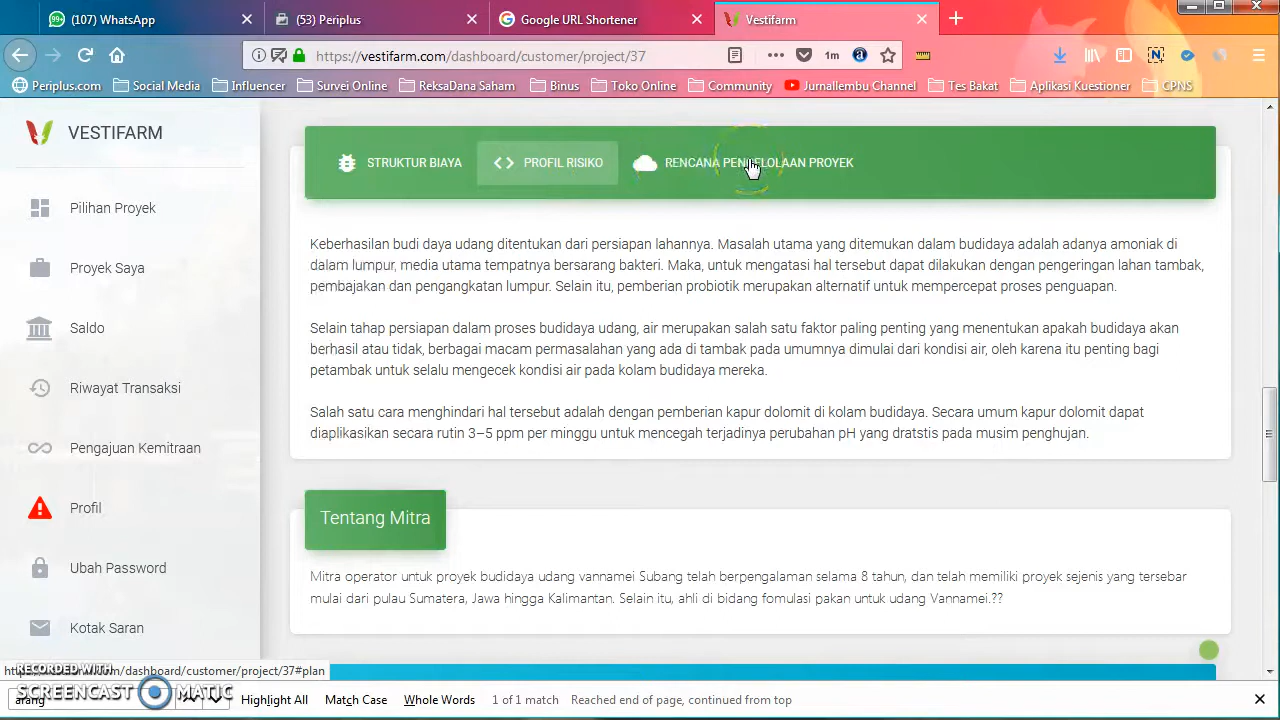 (107) WhatsApp
(53) Periplus
Google URL Shortener
Vestifarm
https://vestifarm.com/dashboard/customer/project/37
1m
Periplus.com
Social Media
Influencer
Survei Online
ReksaDana Saham
Binus
Toko Online
Community
Jurnallembu Channel
Tes Bakat
Aplikasi Kuestioner
CPNS
VESTIFARM
STRUKTUR BIAYA
PROFIL RISIKO
RENCANA PENGELOLAAN PROYEK
Pilihan Proyek
Proyek Saya
Saldo
Riwayat Transaksi
Pengajuan Kemitraan
Profil
Ubah Password
Kotak Saran
Keberhasilan budi daya udang ditentukan dari persiapan lahannya. Masalah utama yang ditemukan dalam budidaya adalah adanya amoniak di
dalam lumpur, media utama tempatnya bersarang bakteri. Maka, untuk mengatasi hal tersebut dapat dilakukan dengan pengeringan lahan tambak,
pembajakan dan pengangkatan lumpur. Selain itu, pemberian probiotik merupakan alternatif untuk mempercepat proses penguapan.
Selain tahap persiapan dalam proses budidaya udang, air merupakan salah satu faktor paling penting yang menentukan apakah budidaya akan
berhasil atau tidak, berbagai macam permasalahan yang ada di tambak pada umumnya dimulai dari kondisi air, oleh karena itu penting bagi
petambak untuk selalu mengecek kondisi air pada kolam budidaya mereka.
Salah satu cara menghindari hal tersebut adalah dengan pemberian kapur dolomit di kolam budidaya. Secara umum kapur dolomit dapat
diaplikasikan secara rutin 3–5 ppm per minggu untuk mencegah terjadinya perubahan pH yang dratstis pada musim penghujan.
Tentang Mitra
Mitra operator untuk proyek budidaya udang vannamei Subang telah berpengalaman selama 8 tahun, dan telah memiliki proyek sejenis yang tersebar
mulai dari pulau Sumatera, Jawa hingga Kalimantan. Selain itu, ahli di bidang fomulasi pakan untuk udang Vannamei.??
RECORDED WITH
SCREENCAST MATIC
/dashboard/customer/project/37#plan
arang
Highlight All
Match Case
Whole Words
1 of 1 match
Reached end of page, continued from top